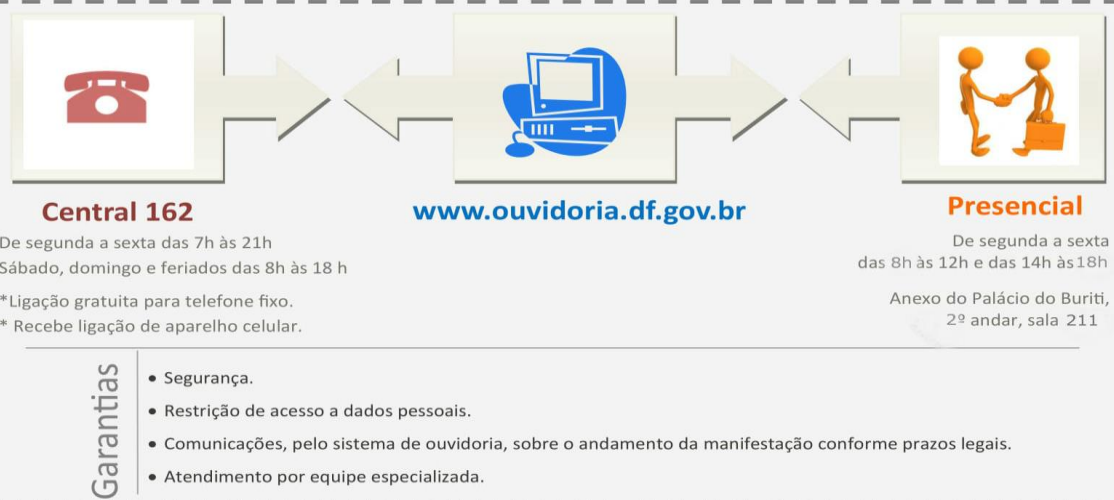 Central 162
De segunda a sexta das 7h às 21h
Sábado, domingo e feriados das 8h às 18 h
*Ligação gratuita para telefone fixo.
* Recebe ligação de aparelho celular.
www.ouvidoria.df.gov.br
Presencial
De segunda a sexta
das 8h às 12h e das 14h às18h
Anexo do Palácio do Buriti,
2º andar, sala 211
Garantias
• Segurança.
• Restrição de acesso a dados pessoais.
• Comunicações, pelo sistema de ouvidoria, sobre o andamento da manifestação conforme prazos legais.
• Atendimento por equipe especializada.